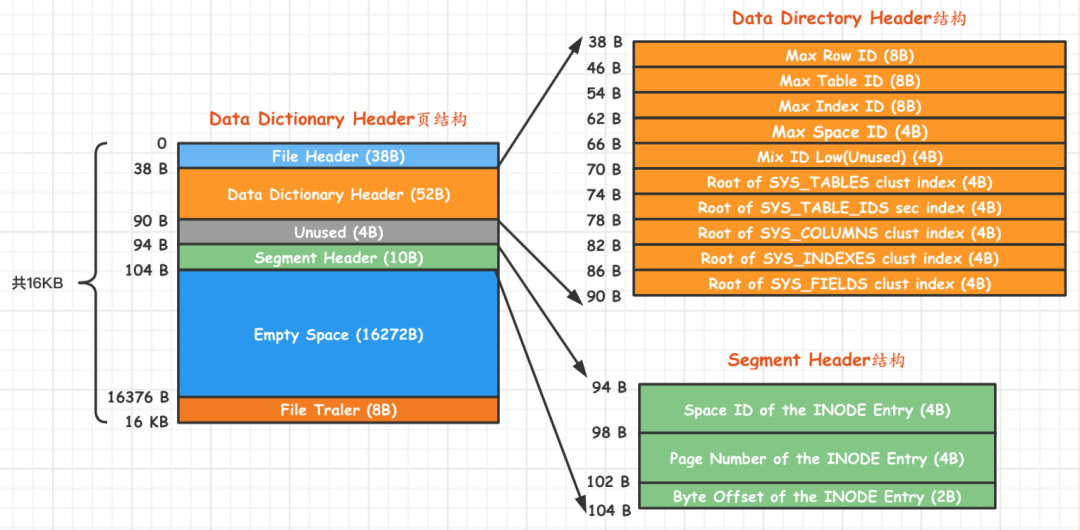 Data Directory Header结构
38 B
Max Row ID (8B)
46 B
Max Table ID (8B)
54 B
Max Index ID (8B)
62 B
Max Space ID (4B)
66 B
Mix ID Low(Unused) (4B)
70 B
Root of SYS_TABLES clust index (4B)
74 B
Root of SYS_TABLE_IDS sec index (4B)
78 B
Root of SYS_COLUMNS clust index (4B)
82 B
Root of SYS_INDEXES clust index (4B)
86 B
Root of SYS_FIELDS clust index (4B)
90 B
Data Dictionary Header页结构
0
File Header (38B)
38 B
Data Dictionary Header (52B)
90 B
Unused (4B)
94 B
Segment Header (10B)
104 B
共16KB
Empty Space (16272B)
16376 B
File Traler (8B)
16 KB
Segment Header结构
94 B
Space ID of the INODE Entry (4B)
98 B
Page Number of the INODE Entry (4B)
102 B
Byte Offset of the INODE Entry (2B)
104 B